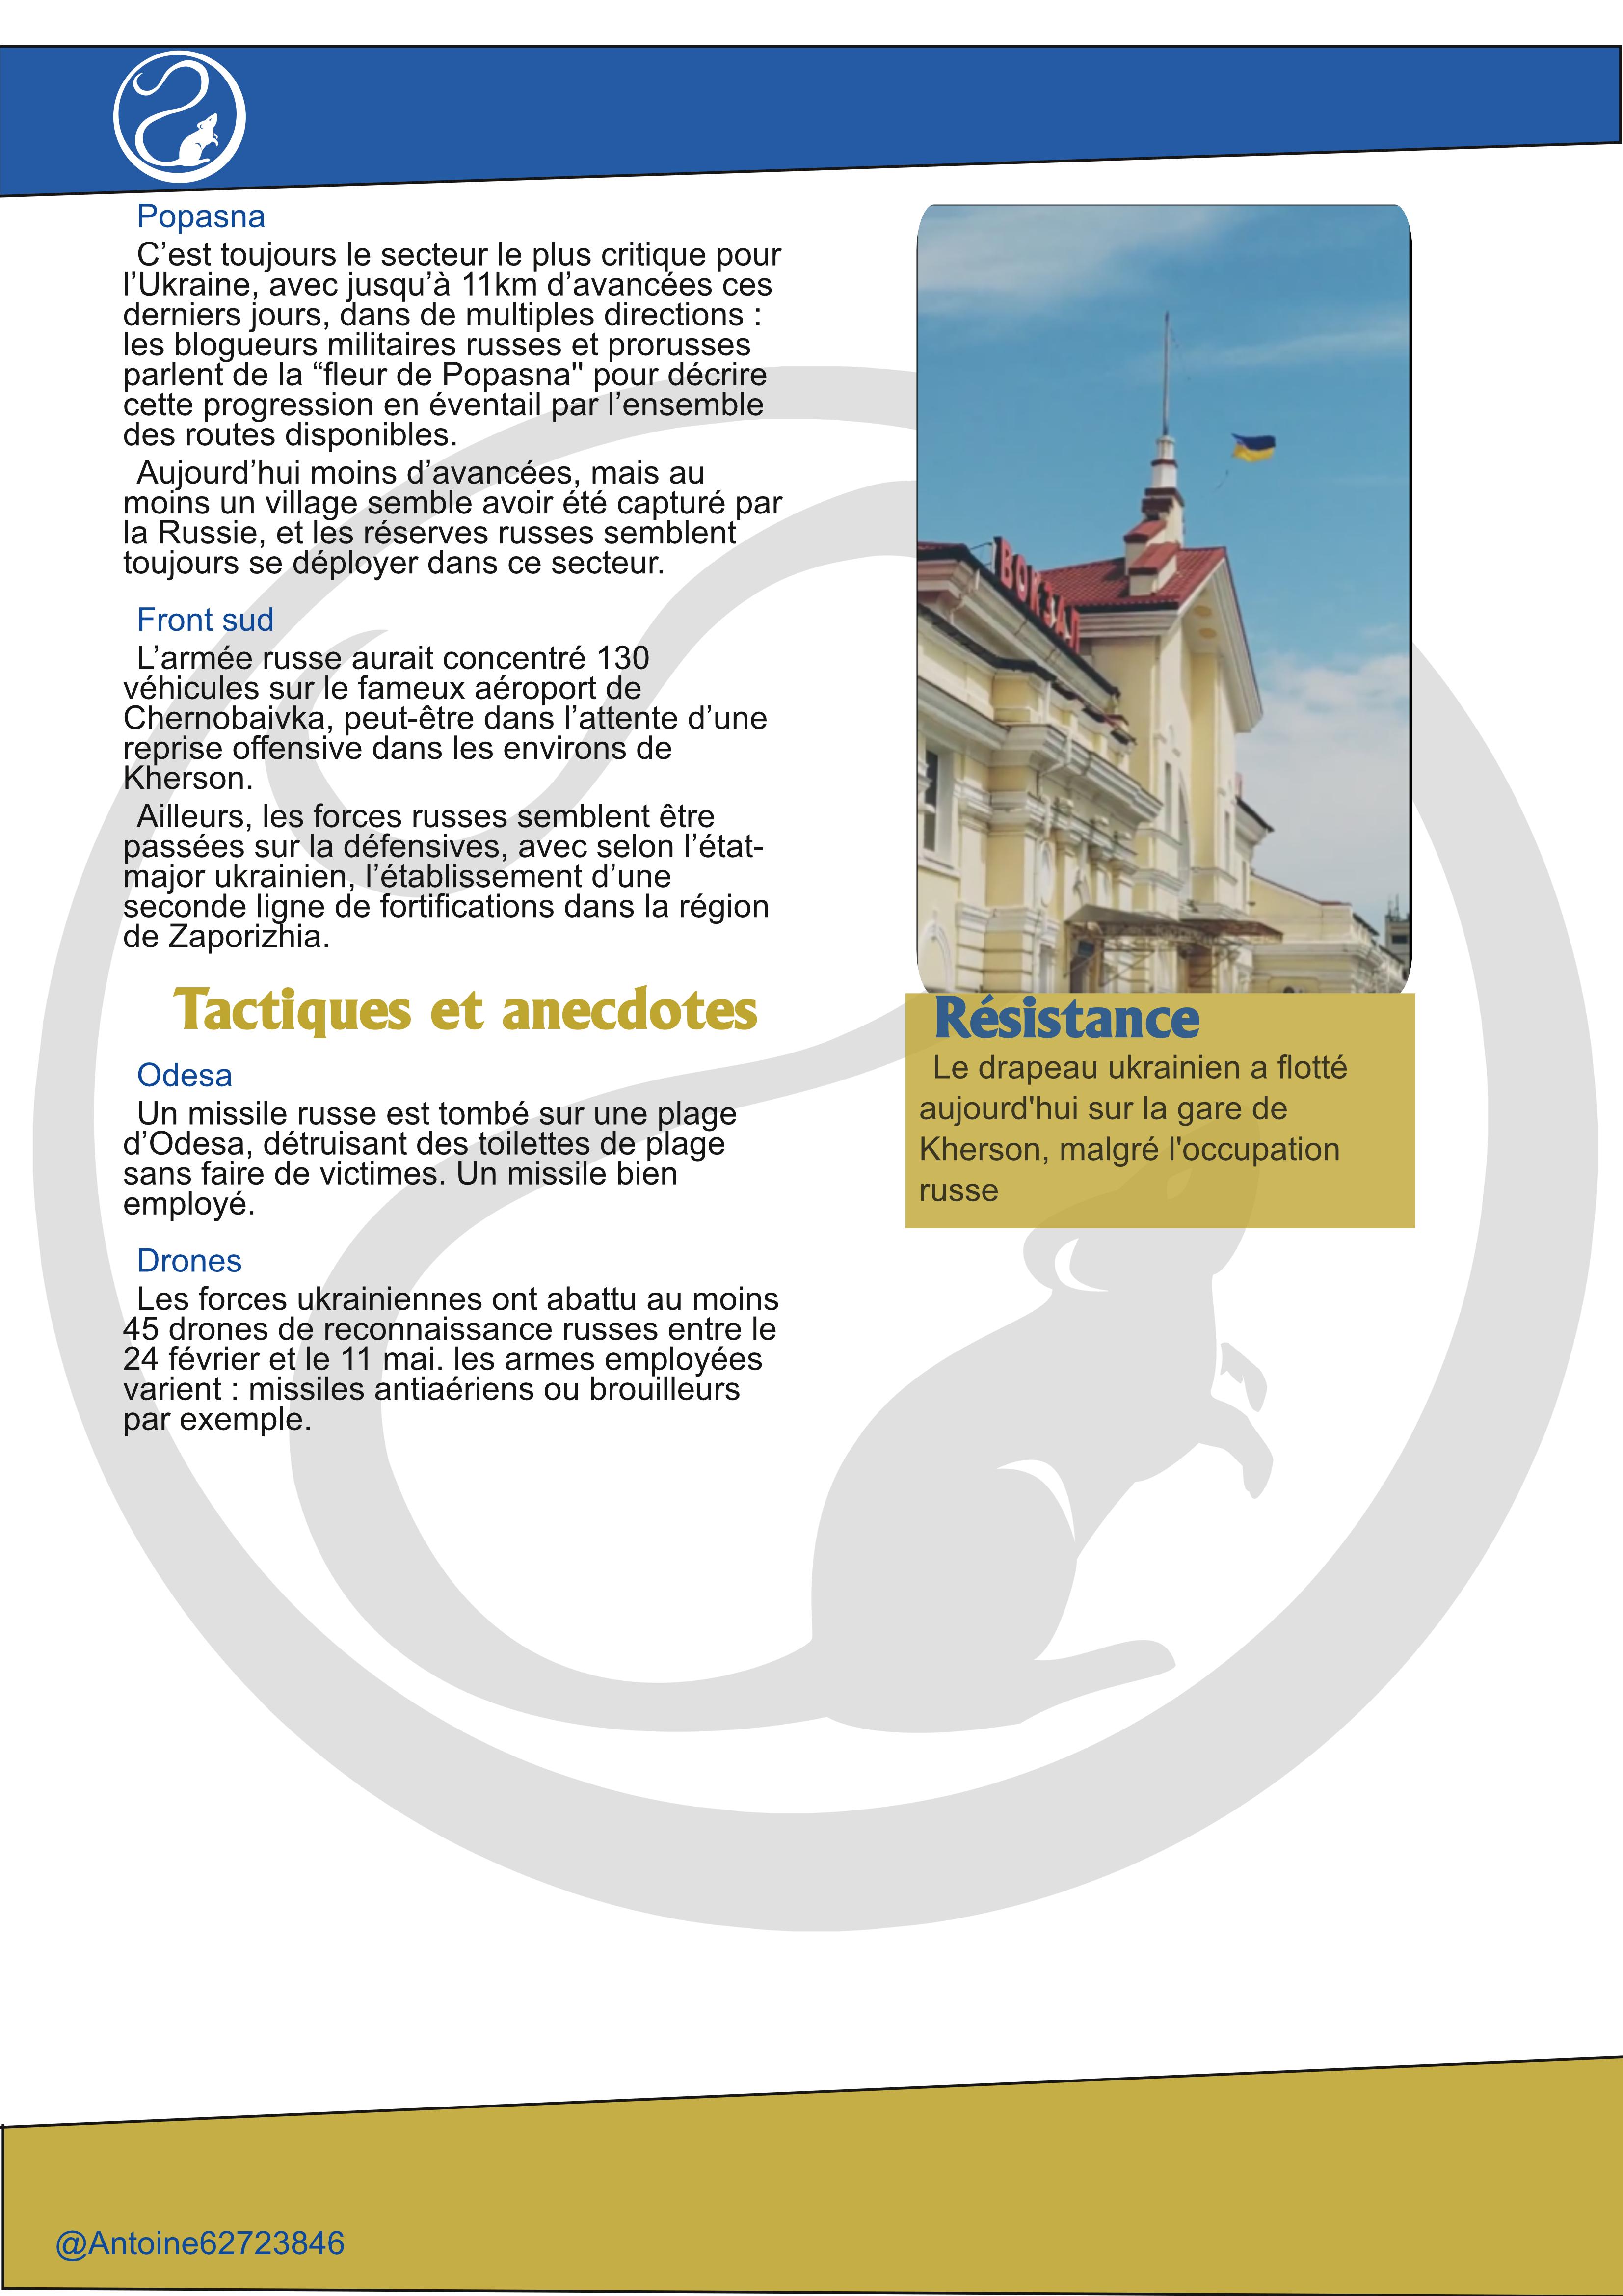 Popasna
C’est toujours le secteur le plus critique pour
l’Ukraine, avec jusqu’à 11km d’avancées ces
derniers jours, dans de multiples directions :
les blogueurs militaires russes et prorusses
parlent de la “fleur de Popasna" pour décrire
cette progression en éventail par l’ensemble
des routes disponibles.
Aujourd’hui moins d’avancées, mais au
moins un village semble avoir été capturé par
la Russie, et les réserves russes semblent
toujours se déployer dans ce secteur.
Front sud
L’armée russe aurait concentré 130
véhicules sur le fameux aéroport de
Chernobaivka, peut-être dans l’attente d’une
reprise offensive dans les environs de
Kherson.
Ailleurs, les forces russes semblent être
passées sur la défensives, avec selon l’état-
major ukrainien, l’établissement d’une
seconde ligne de fortifications dans la région
de Zaporizhia.
Tactiques et anecdotes
Odesa
Un missile russe est tombé sur une plage
d’Odesa, détruisant des toilettes de plage
sans faire de victimes. Un missile bien
employé.
Drones
Les forces ukrainiennes ont abattu au moins
45 drones de reconnaissance russes entre le
24 février et le 11 mai. les armes employées
varient : missiles antiaériens ou brouilleurs
par exemple.
ВОКЗАЛ
Résistance
Le drapeau ukrainien a flotté
aujourd'hui sur la gare de
Kherson, malgré l'occupation
russe
@Antoine62723846